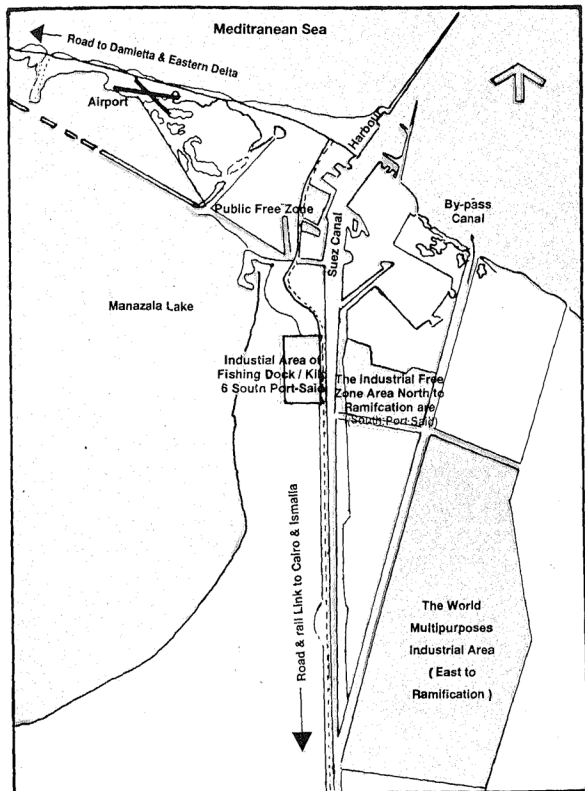 Meditranean Sea
Road to Damietta & Eastern Delta
Airport
Harbour
Public Free Zone
Suez Canal
By-pass
Canal
Manazala Lake
Industial Area of
Fishing Dock / Kilo
6 South Port-Said
The Industrial Free
Zone Area North to
Ramifcation are
(South Port Said)
Road & rail Link to Cairo & Ismalia
The World
Multipurposes
Industrial Area
( East to
Ramification )